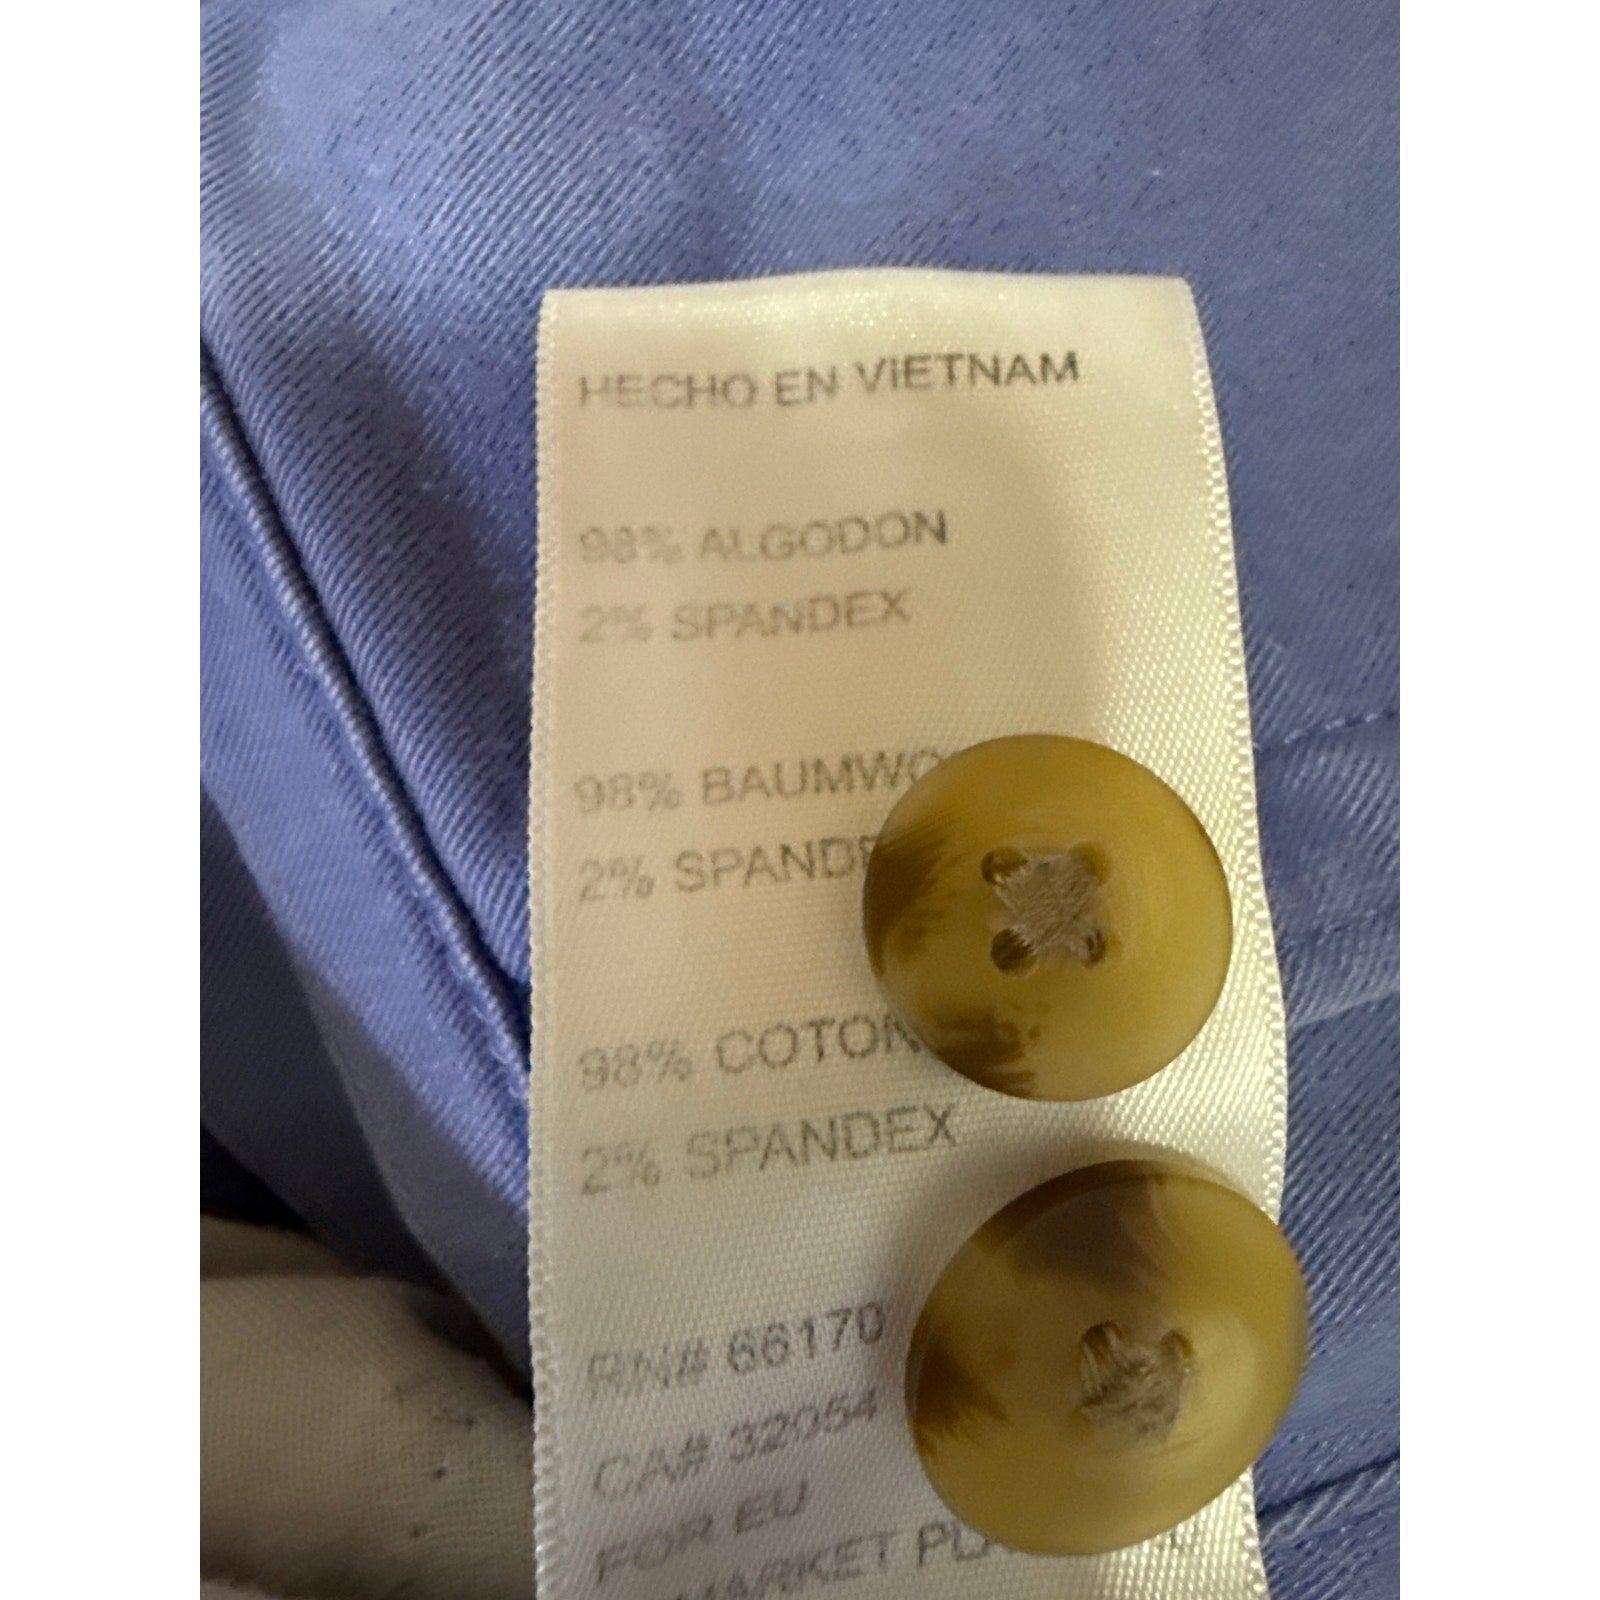 HECHO EN VIETNAM
98% ALGODON
2% SPANDEX
98% BAUMWO
2% SPANDE
98% COTON
2% SPANDEX
RN# 66170
CA# 32054
FOR EU
MARKET